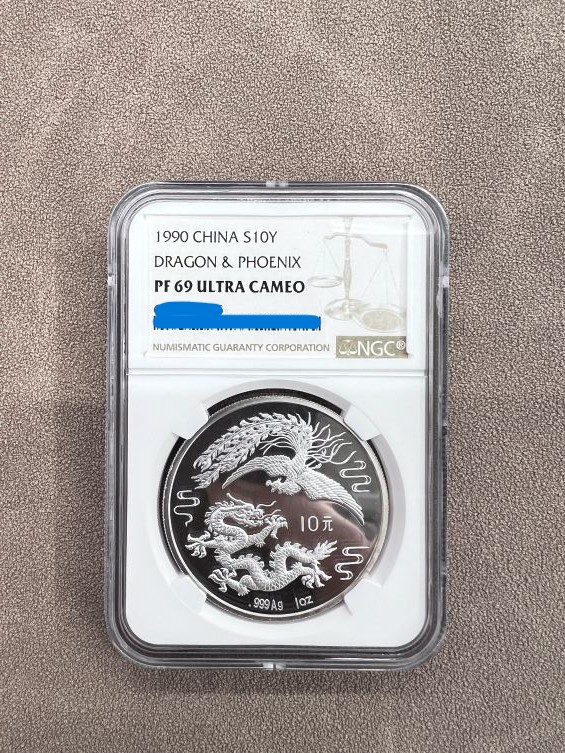 1990 CHINA S10Y
DRAGON & PHOENIX
PF 69 ULTRA CAMEO
NUMISMATIC GUARANTY CORPORATION
NGC®
10元
.999Ag 1oz